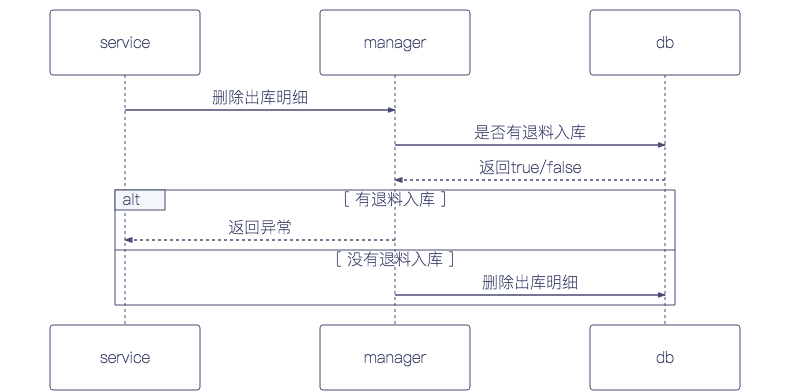 service
manager
db
删除出库明细
是否有退料入库
返回true/false
alt
[ 有退料入库 ]
返回异常
[ 没有退料入库 ]
删除出库明细
service
manager
db